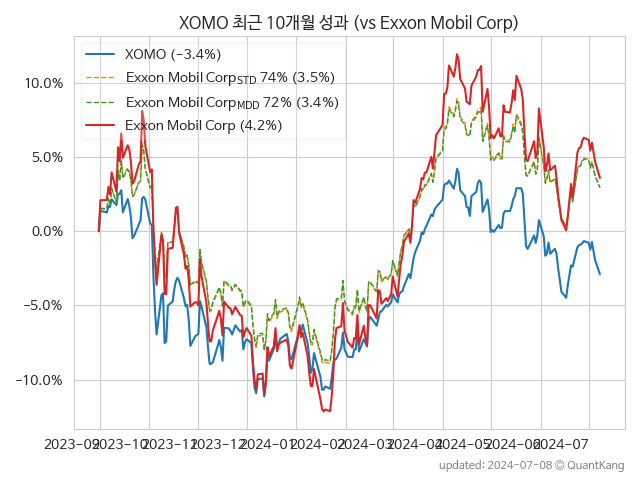 XOMO 최근 10개월 성과 (vs Exxon Mobil Corp)
XOMO (−3.4%)
Exxon Mobil Corp_STD 74% (3.5%)
Exxon Mobil Corp_MDD 72% (3.4%)
Exxon Mobil Corp (4.2%)
10.0%
5.0%
0.0%
−5.0%
−10.0%
2023-09 2023-10 2023-11 2023-12 2024-01 2024-02 2024-03 2024-04 2024-05 2024-06 2024-07
updated: 2024-07-08 © QuantKang